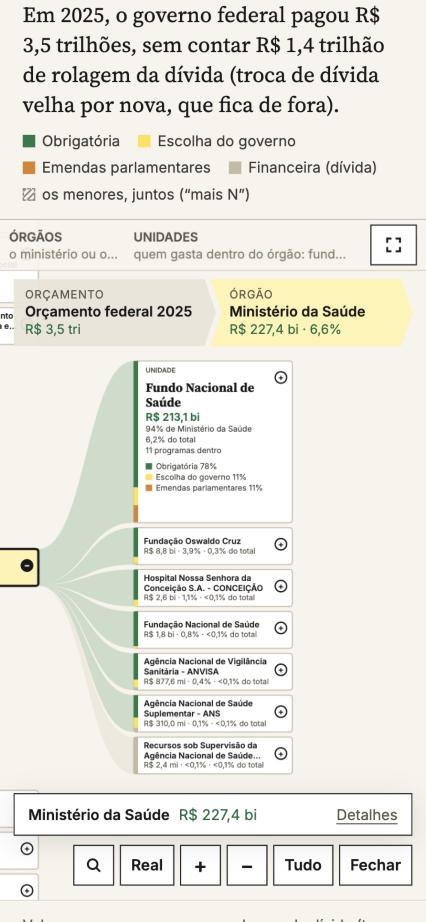 Em 2025, o governo federal pagou R$
3,5 trilhões, sem contar R$ 1,4 trilhão
de rolagem da dívida (troca de dívida
velha por nova, que fica de fora).
Obrigatória Escolha do governo
Emendas parlamentares Financeira (dívida)
os menores, juntos (“mais N”)
ÓRGÃOS UNIDADES
o ministério ou o... quem gasta dentro do órgão: fund...
ORÇAMENTO ÓRGÃO
Orçamento federal 2025 Ministério da Saúde
R$ 3,5 tri R$ 227,4 bi · 6,6%
UNIDADE
Fundo Nacional de
Saúde
R$ 213,1 bi
94% de Ministério da Saúde
6,2% do total
11 programas dentro
Obrigatória 78%
Escolha do governo 11%
Emendas parlamentares 11%
Fundação Oswaldo Cruz
R$ 8,8 bi · 3,9% · 0,3% do total
Hospital Nossa Senhora da
Conceição S.A. - CONCEIÇÃO
R$ 2,6 bi · 1,1% · <0,1% do total
Fundação Nacional de Saúde
R$ 1,8 bi · 0,8% · <0,1% do total
Agência Nacional de Vigilância
Sanitária - ANVISA
R$ 877,6 mi · 0,4% · <0,1% do total
Agência Nacional de Saúde
Suplementar - ANS
R$ 310,0 mi · 0,1% · <0,1% do total
Recursos sob Supervisão da
Agência Nacional de Saúde...
R$ 2,4 mi · <0,1% · <0,1% do total
Ministério da Saúde R$ 227,4 bi Detalhes
Real + − Tudo Fechar